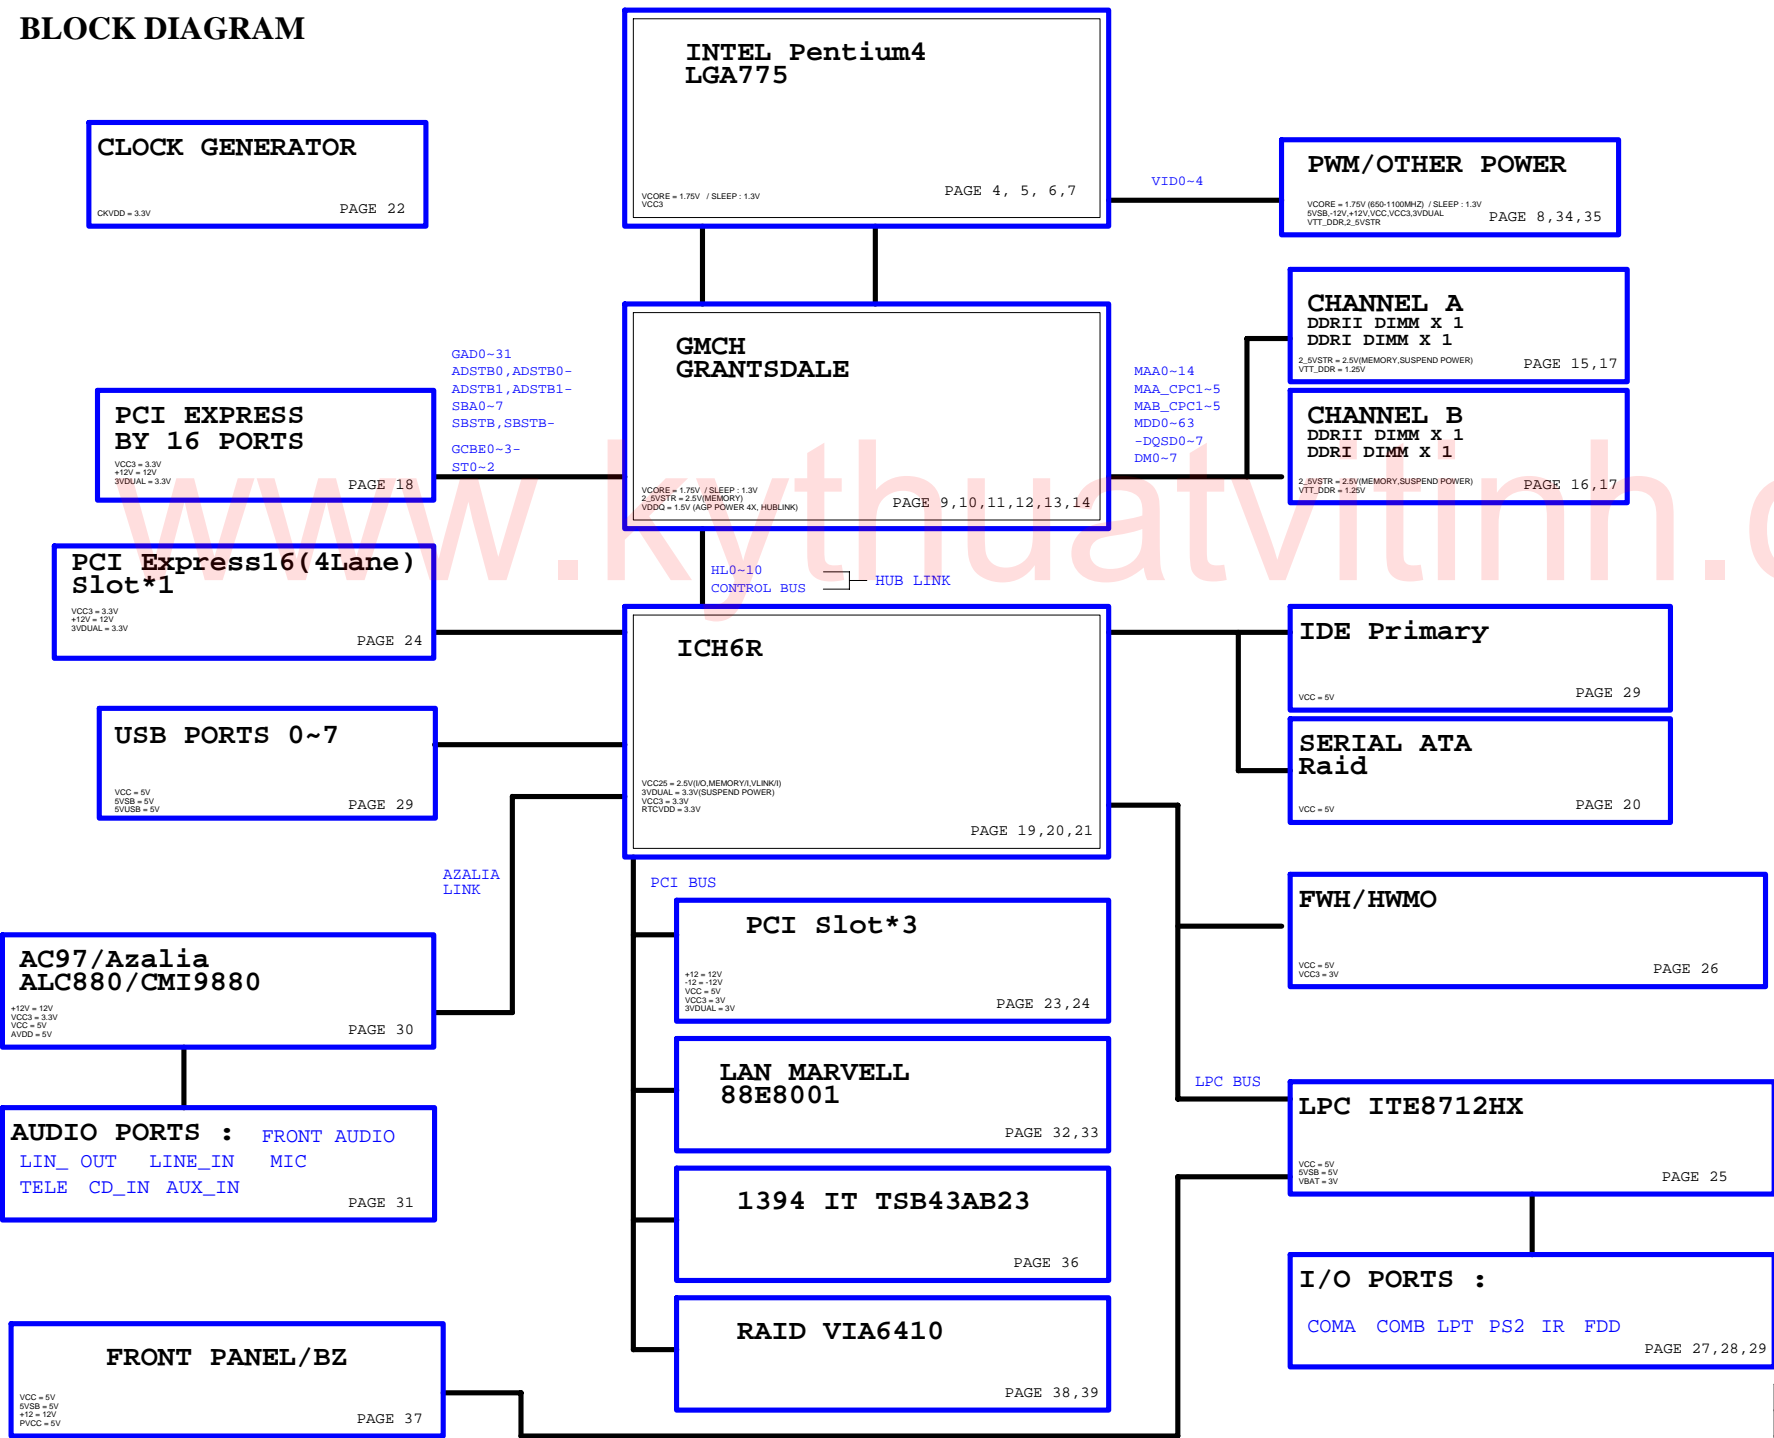 BLOCK DIAGRAM
INTEL Pentium4
LGA775
VCORE = 1.75V / SLEEP : 1.3V
VCC3
PAGE 4, 5, 6,7
CLOCK GENERATOR
CKVDD = 3.3V
PAGE 22
VID0~4
PWM/OTHER POWER
VCORE = 1.75V (650-1100MHZ) / SLEEP : 1.3V
5VSB,-12V,+12V,VCC,VCC3,3VDUAL
VTT_DDR,2_5VSTR
PAGE 8,34,35
CHANNEL A
DDRII DIMM X 1
DDRI DIMM X 1
2_5VSTR = 2.5V(MEMORY,SUSPEND POWER)
VTT_DDR = 1.25V
PAGE 15,17
GMCH
GRANTSDALE
VCORE = 1.75V / SLEEP : 1.3V
2_5VSTR = 2.5V(MEMORY)
VDDQ = 1.5V (AGP POWER 4X, HUBLINK)
PAGE 9,10,11,12,13,14
GAD0~31
ADSTB0,ADSTB0-
ADSTB1,ADSTB1-
SBA0~7
SBSTB,SBSTB-
GCBE0~3-
ST0~2
MAA0~14
MAA_CPC1~5
MAB_CPC1~5
MDD0~63
-DQSD0~7
DM0~7
PCI EXPRESS
BY 16 PORTS
VCC3 = 3.3V
+12V = 12V
3VDUAL = 3.3V
PAGE 18
CHANNEL B
DDRII DIMM X 1
DDRI DIMM X 1
2_5VSTR = 2.5V(MEMORY,SUSPEND POWER)
VTT_DDR = 1.25V
PAGE 16,17
www.kythuatvitinh.c
PCI Express16(4Lane)
Slot*1
VCC3 = 3.3V
+12V = 12V
3VDUAL = 3.3V
PAGE 24
HL0~10
CONTROL BUS
HUB LINK
ICH6R
VCC25 = 2.5V(I/O,MEMORY/I,VLINK/I)
3VDUAL = 3.3V(SUSPEND POWER)
VCC3 = 3.3V
RTCVDD = 3.3V
PAGE 19,20,21
IDE Primary
VCC = 5V
PAGE 29
USB PORTS 0~7
VCC = 5V
5VSB = 5V
5VUSB = 5V
PAGE 29
SERIAL ATA
Raid
VCC = 5V
PAGE 20
AZALIA
LINK
PCI BUS
PCI Slot*3
+12 = 12V
-12 = -12V
VCC = 5V
VCC3 = 3V
3VDUAL = 3V
PAGE 23,24
FWH/HWMO
VCC = 5V
VCC3 = 3V
PAGE 26
AC97/Azalia
ALC880/CMI9880
+12V = 12V
VCC3 = 3.3V
VCC = 5V
AVDD = 5V
PAGE 30
LAN MARVELL
88E8001
PAGE 32,33
LPC BUS
LPC ITE8712HX
VCC = 5V
5VSB = 5V
VBAT = 3V
PAGE 25
AUDIO PORTS : FRONT AUDIO
LIN_ OUT LINE_IN MIC
TELE CD_IN AUX_IN
PAGE 31
1394 IT TSB43AB23
PAGE 36
I/O PORTS :
COMA COMB LPT PS2 IR FDD
PAGE 27,28,29
RAID VIA6410
PAGE 38,39
FRONT PANEL/BZ
VCC = 5V
5VSB = 5V
+12 = 12V
PVCC = 5V
PAGE 37